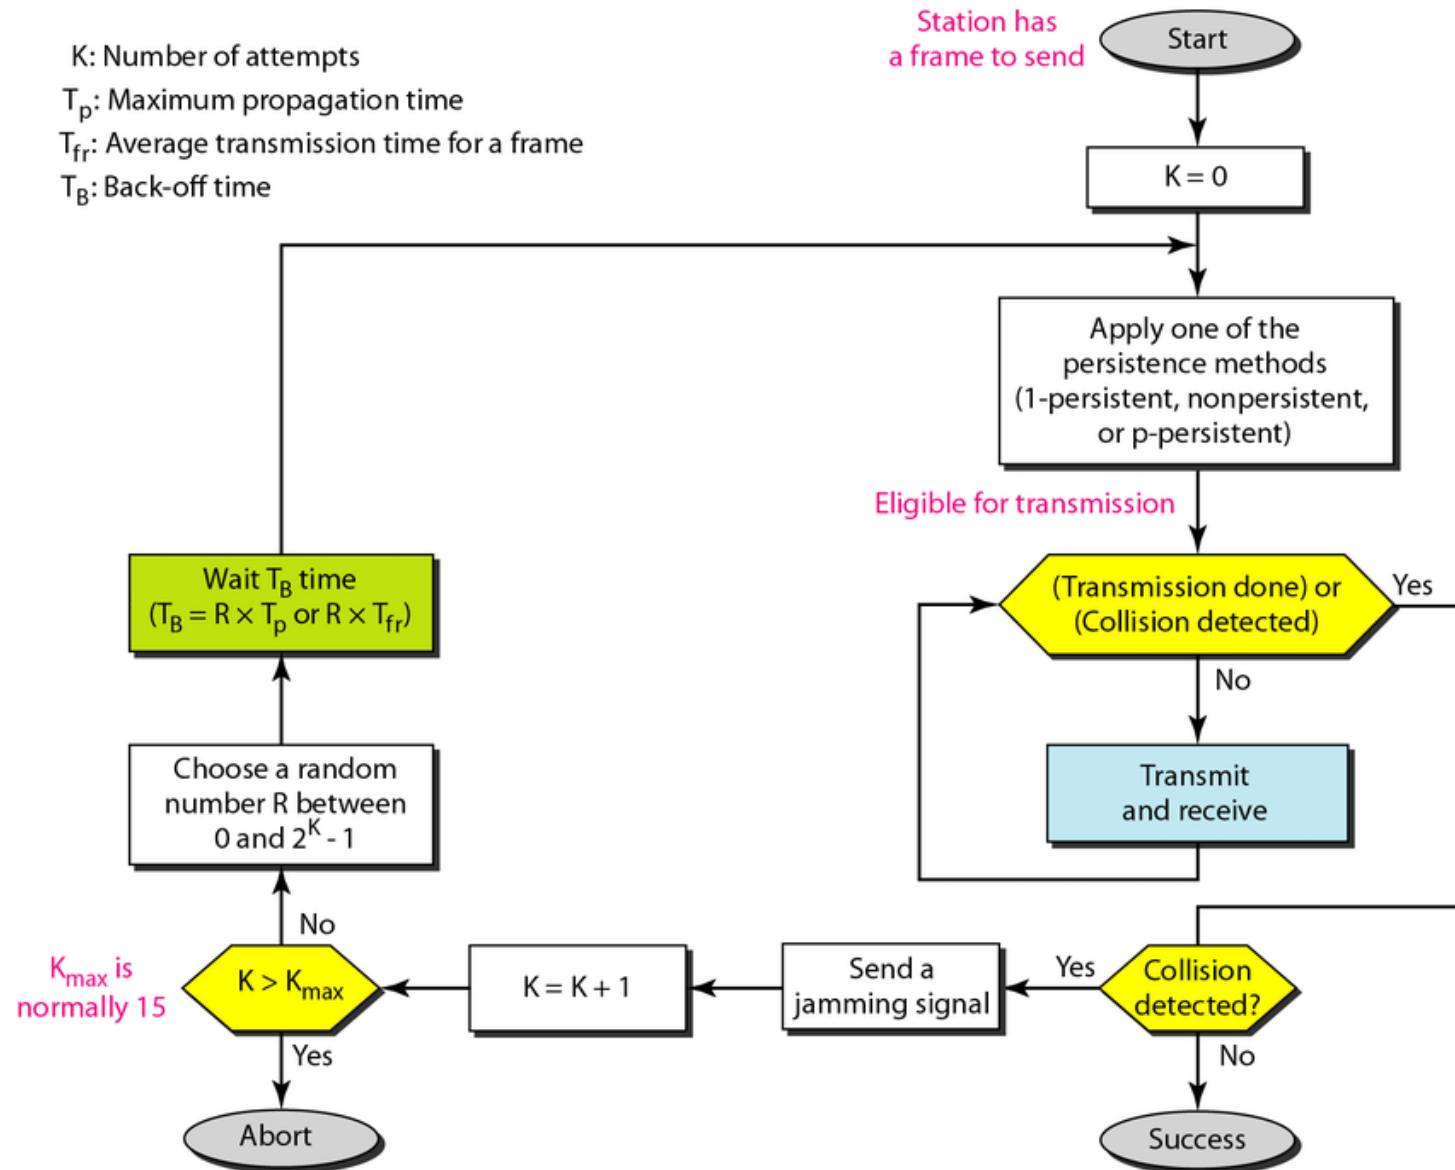 K: Number of attempts
Tp: Maximum propagation time
Tfr: Average transmission time for a frame
TB: Back-off time
Station has
a frame to send
Start
K = 0
Apply one of the
persistence methods
(1-persistent, nonpersistent,
or p-persistent)
Eligible for transmission
(Transmission done) or
(Collision detected)
Yes
No
Transmit
and receive
Wait TB time
(TB = R × Tp or R × Tfr)
Choose a random
number R between
0 and 2^K - 1
No
Kmax is
normally 15
K > Kmax
Yes
Abort
K = K + 1
Send a
jamming signal
Yes
Collision
detected?
No
Success